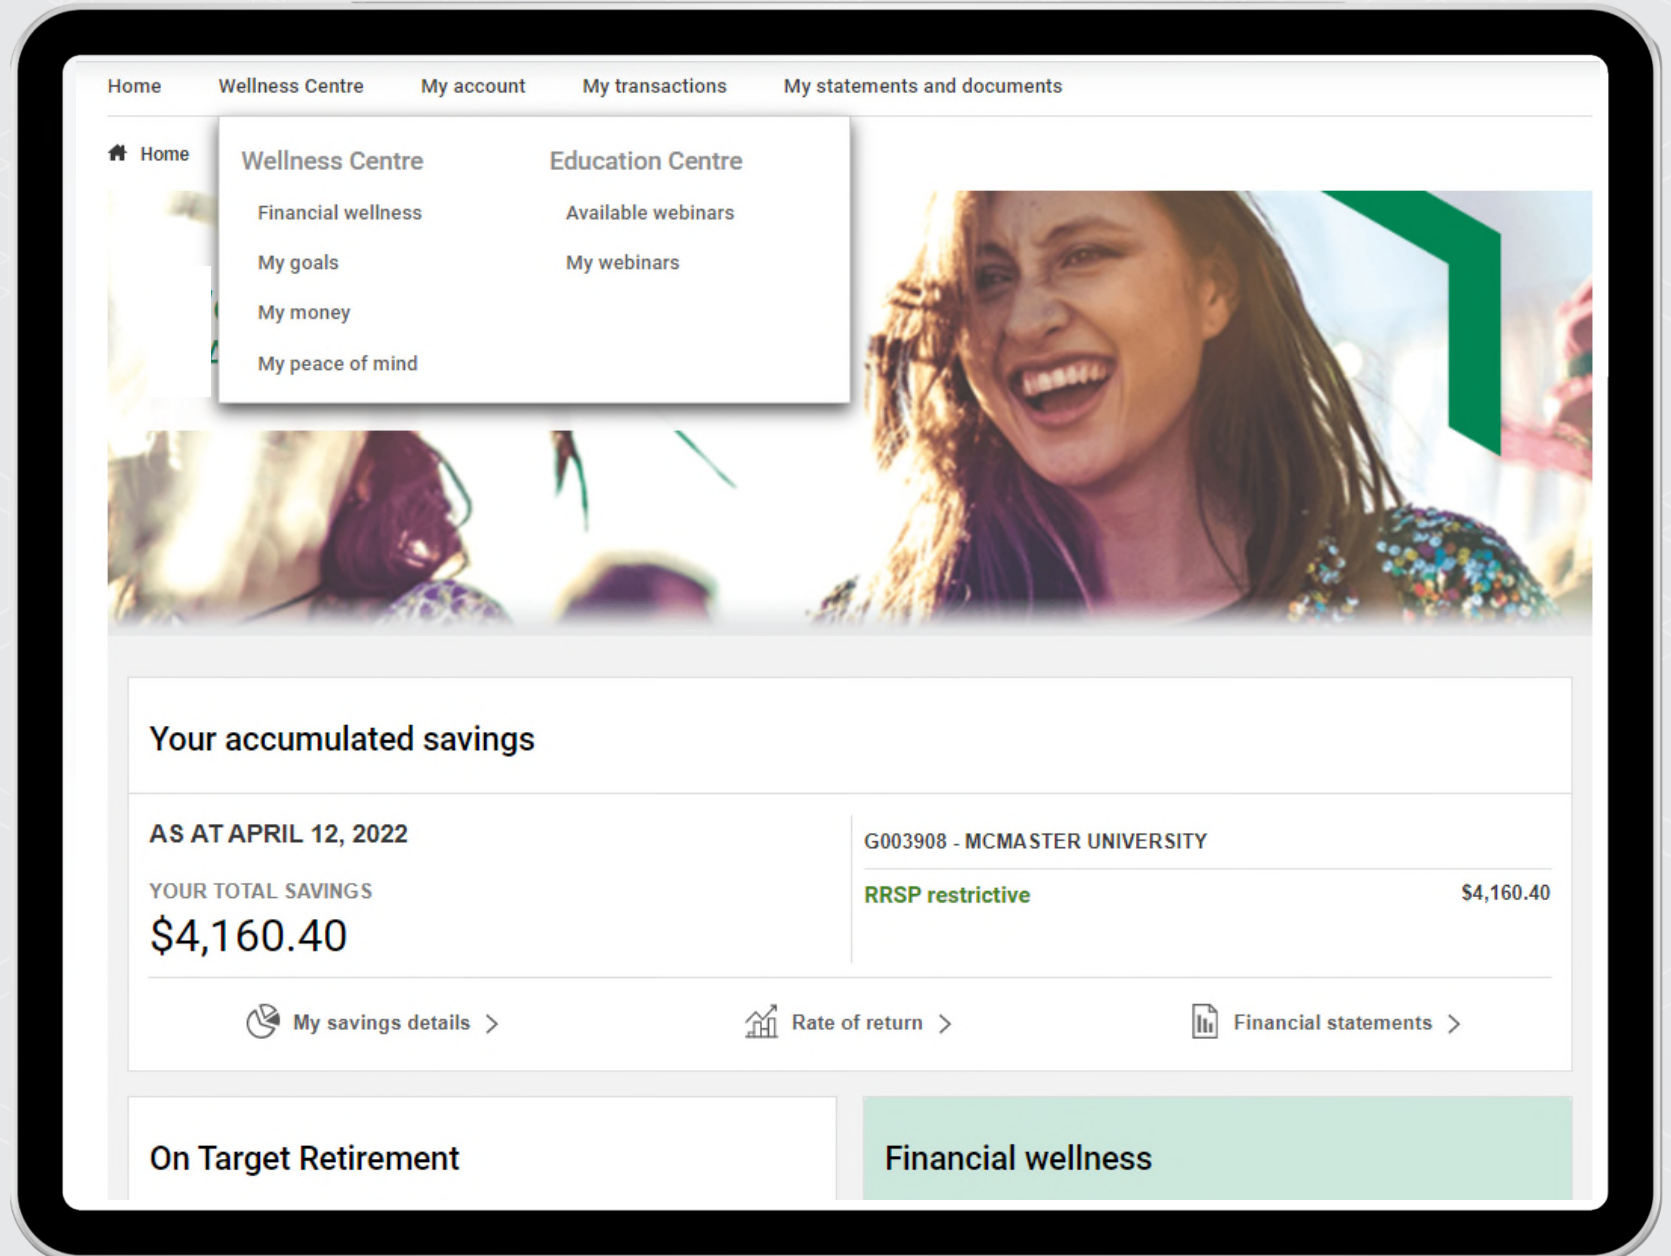 Home Wellness Centre My account My transactions My statements and documents
Home
Wellness Centre Education Centre
Financial wellness Available webinars
My goals My webinars
My money
My peace of mind
Your accumulated savings
AS AT APRIL 12, 2022
G003908 - MCMASTER UNIVERSITY
YOUR TOTAL SAVINGS
RRSP restrictive $4,160.40
$4,160.40
My savings details Rate of return Financial statements
On Target Retirement Financial wellness